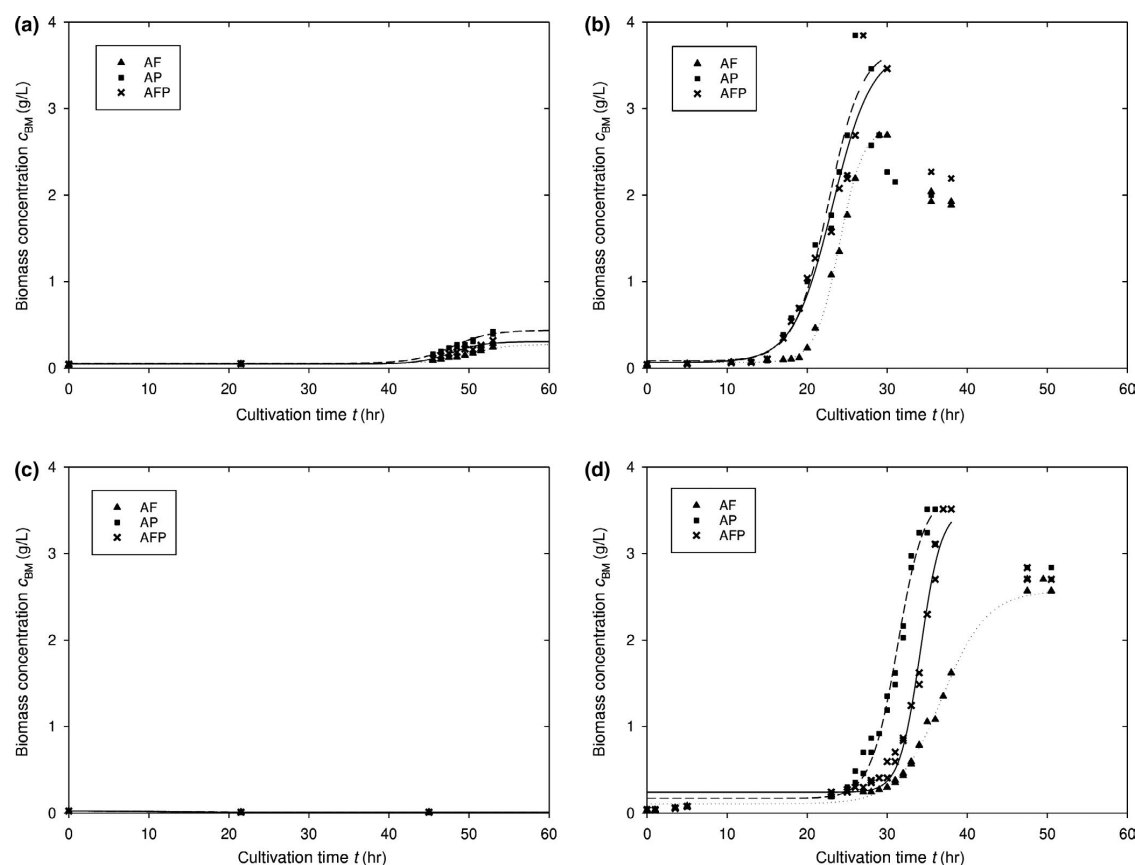 (a)
4
3
2
1
0
Biomass concentration cBM (g/L)
AF
AP
AFP
0 10 20 30 40 50 60
Cultivation time t (hr)
(b)
4
3
2
1
0
Biomass concentration cBM (g/L)
AF
AP
AFP
0 10 20 30 40 50 60
Cultivation time t (hr)
(c)
4
3
2
1
0
Biomass concentration cBM (g/L)
AF
AP
AFP
0 10 20 30 40 50 60
Cultivation time t (hr)
(d)
4
3
2
1
0
Biomass concentration cBM (g/L)
AF
AP
AFP
0 10 20 30 40 50 60
Cultivation time t (hr)